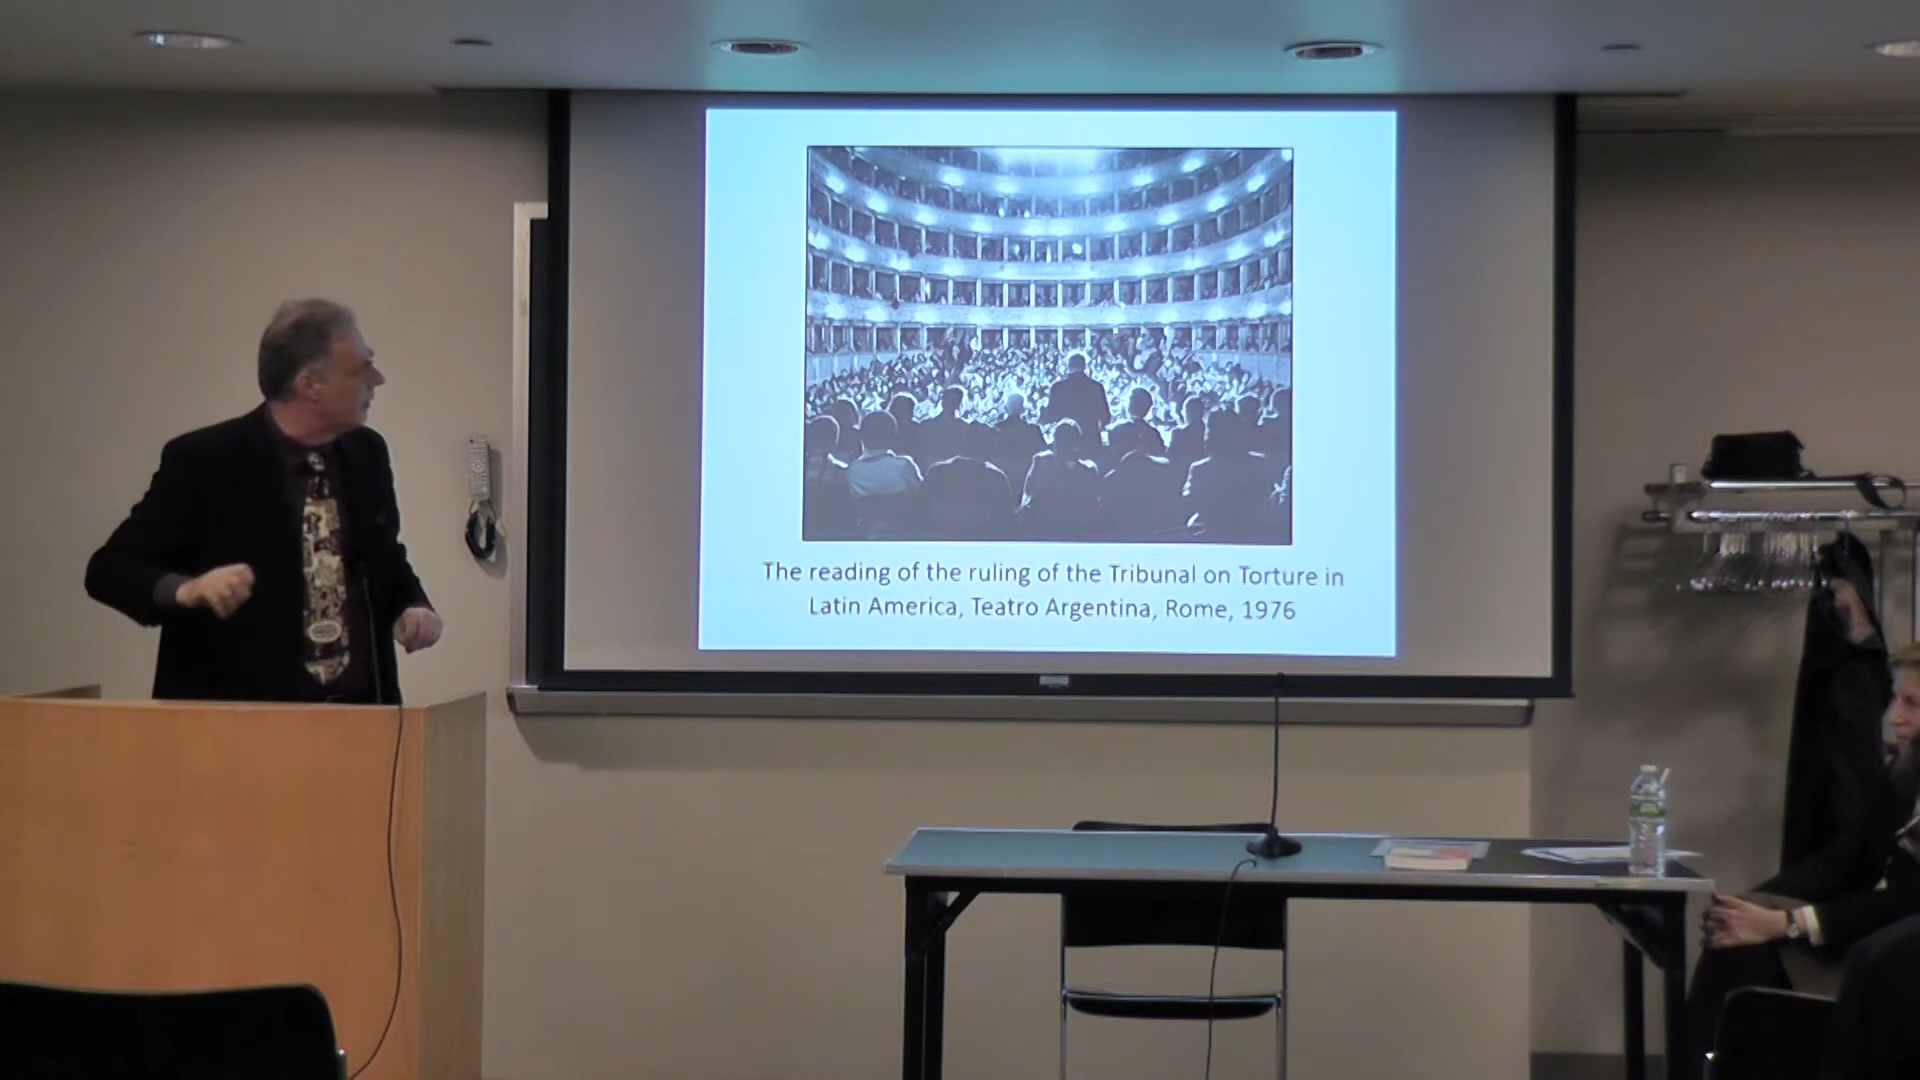 The reading of the ruling of the Tribunal on Torture in
Latin America, Teatro Argentina, Rome, 1976